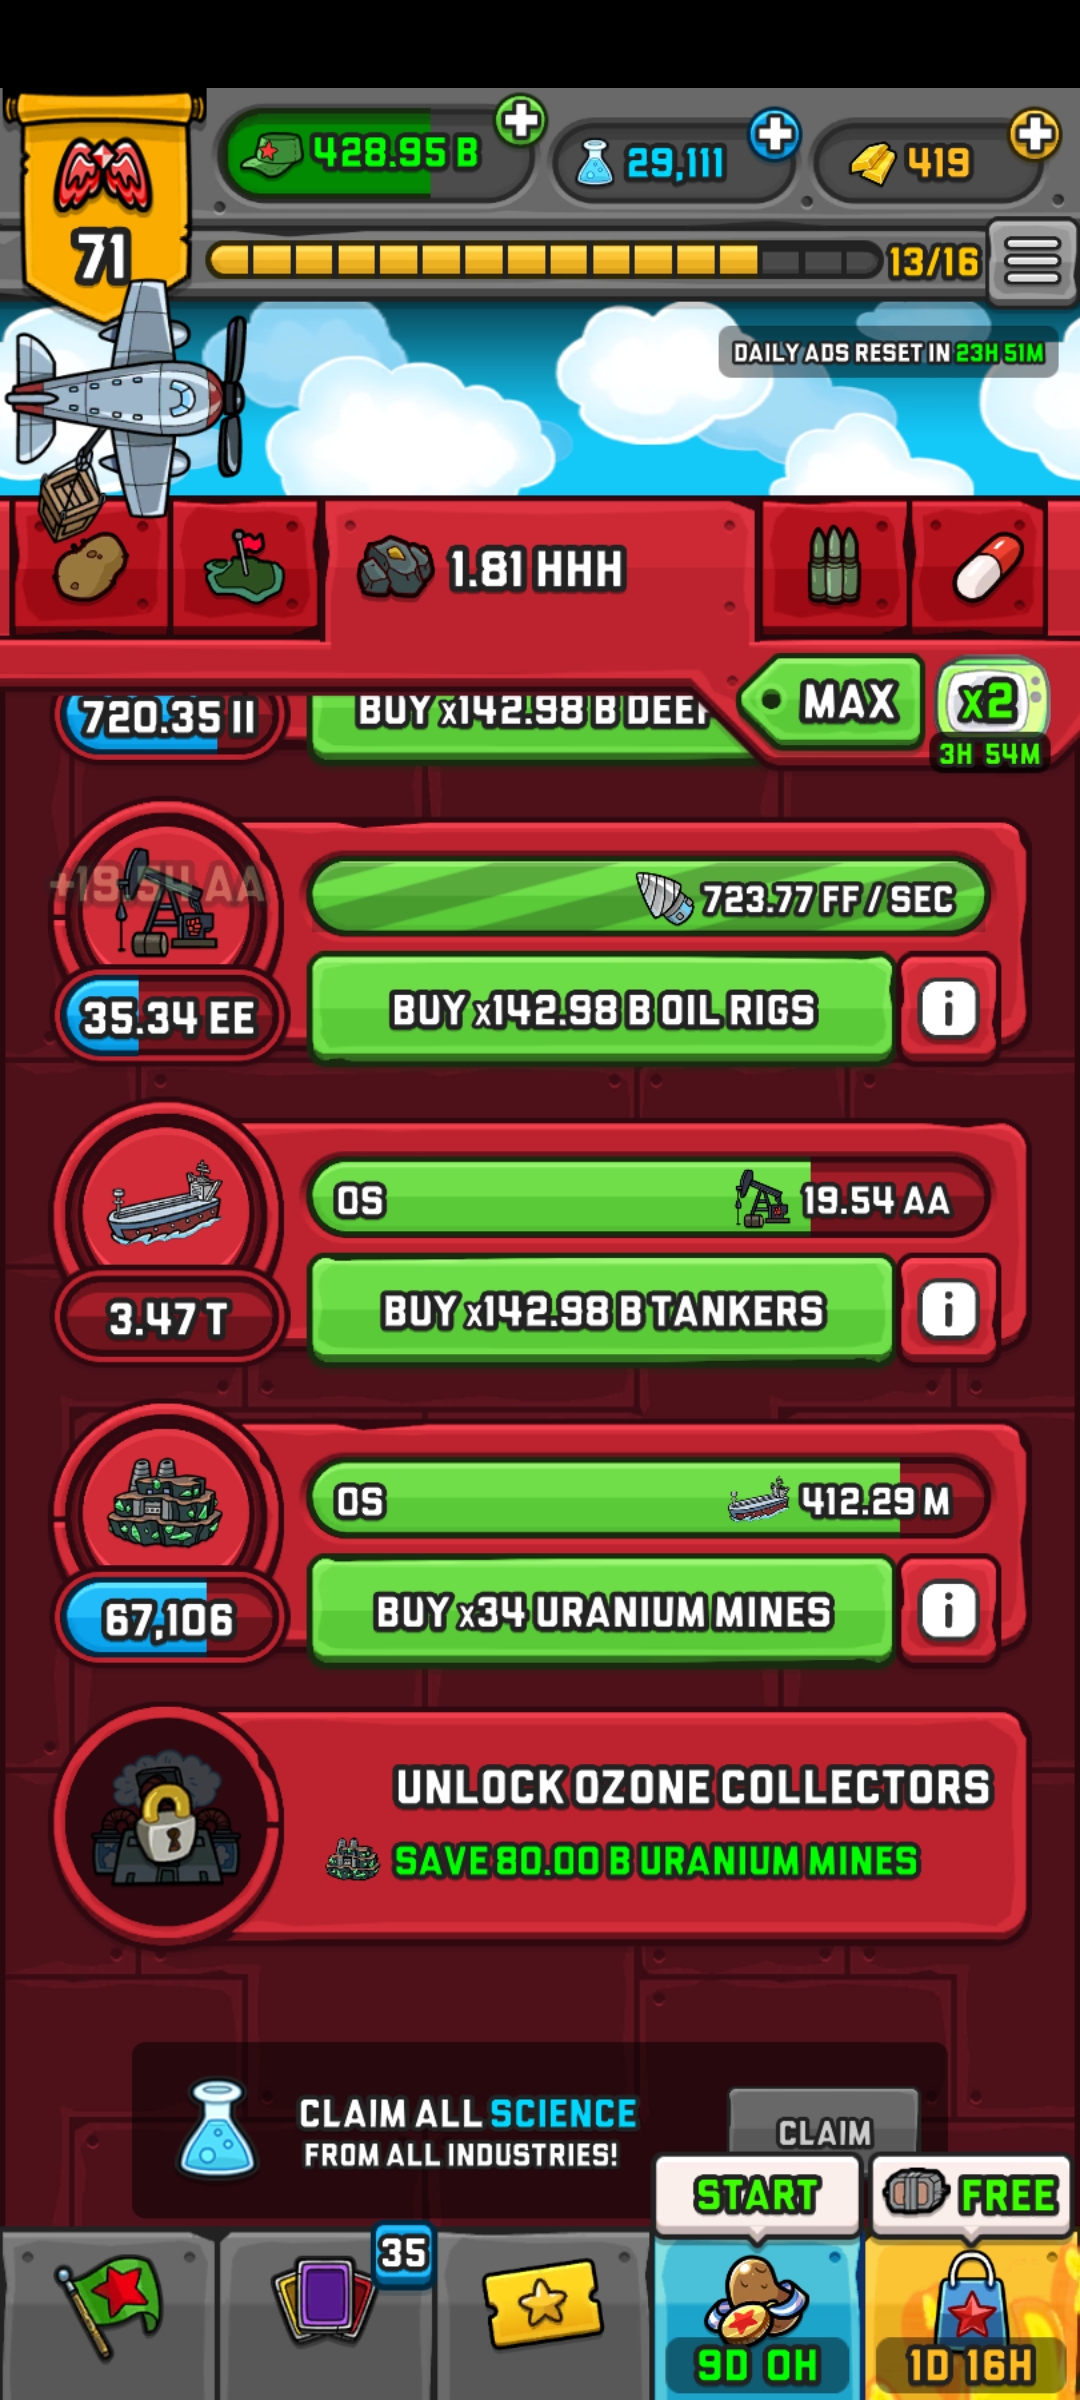 428.95 B
29,111
419
71
13/16
DAILY ADS RESET IN 23H 51M
1.81 HHH
MAX
x2
3H 54M
720.35 II
BUY x142.98 B DEEP
+19.54 AA
723.77 FF / SEC
35.34 EE
BUY x142.98 B OIL RIGS
i
0S
19.54 AA
3.47 T
BUY x142.98 B TANKERS
i
0S
412.29 M
67,106
BUY x34 URANIUM MINES
i
UNLOCK OZONE COLLECTORS
SAVE 80.00 B URANIUM MINES
CLAIM ALL SCIENCE
FROM ALL INDUSTRIES!
CLAIM
START
FREE
35
9D 0H
1D 16H